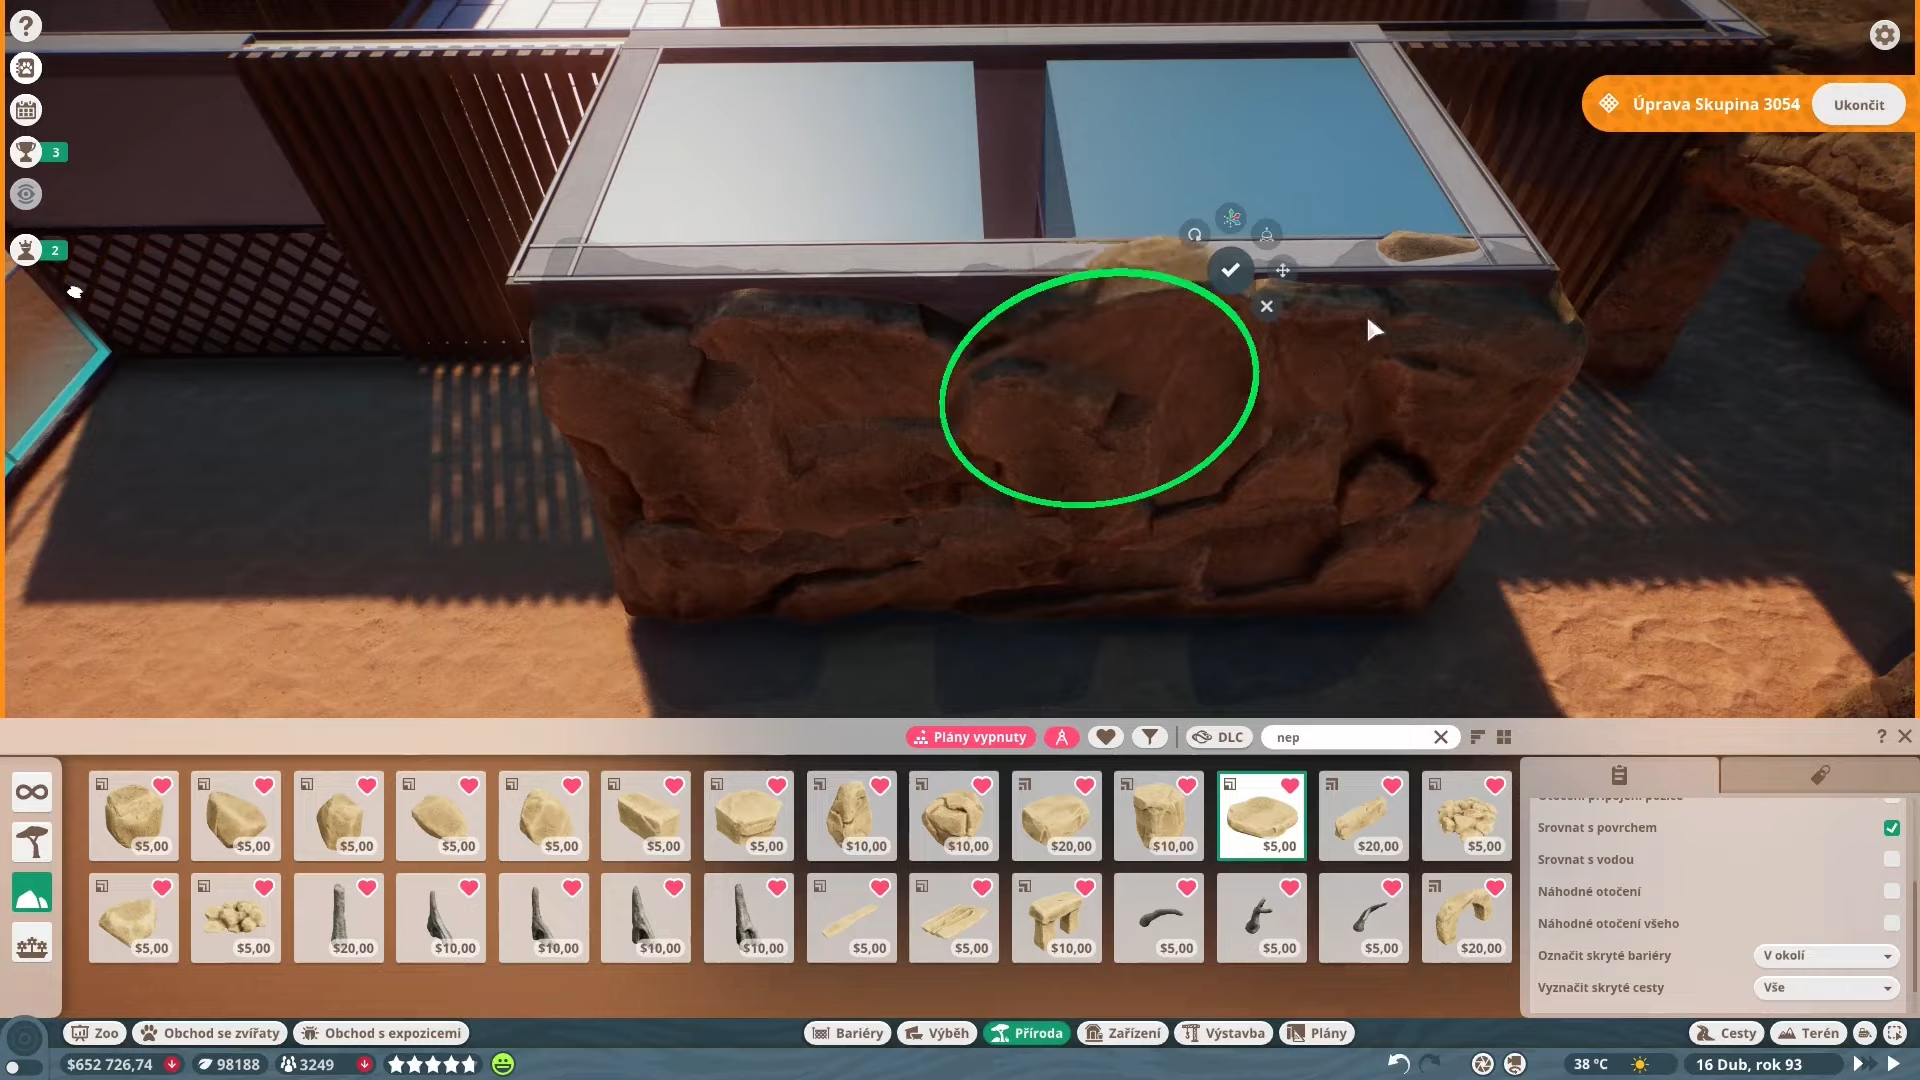 Úprava Skupina 3054
Ukončit
3
2
Plány vypnuty
DLC
nep
$5,00 $5,00 $5,00 $5,00 $5,00 $5,00 $5,00 $10,00 $10,00 $20,00 $10,00 $5,00 $20,00 $5,00
$5,00 $5,00 $20,00 $10,00 $10,00 $10,00 $10,00 $5,00 $5,00 $10,00 $5,00 $5,00 $5,00 $20,00
Srovnat s povrchem
Srovnat s vodou
Náhodné otočení
Náhodné otočení všeho
Označit skryté bariéry V okolí
Vyznačit skryté cesty Vše
Zoo Obchod se zvířaty Obchod s expozicemi Bariéry Výběh Příroda Zařízení Výstavba Plány Cesty Terén
$652 726,74 98188 3249 38 °C 16 Dub, rok 93